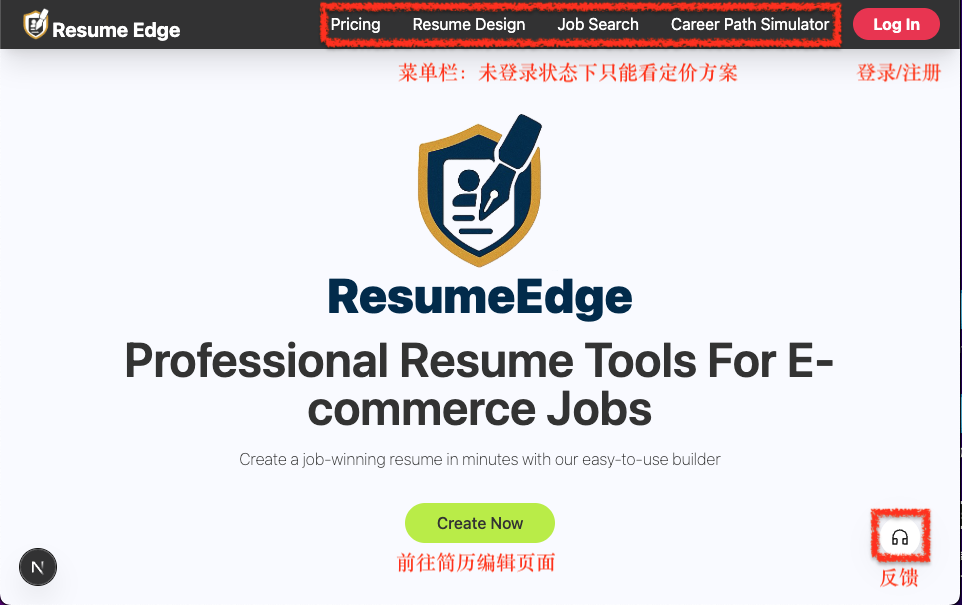 Resume Edge
Pricing Resume Design Job Search Career Path Simulator Log In
菜单栏：未登录状态下只能看定价方案 登录/注册
ResumeEdge
Professional Resume Tools For E-
commerce Jobs
Create a job-winning resume in minutes with our easy-to-use builder
Create Now
前往简历编辑页面
反馈
N